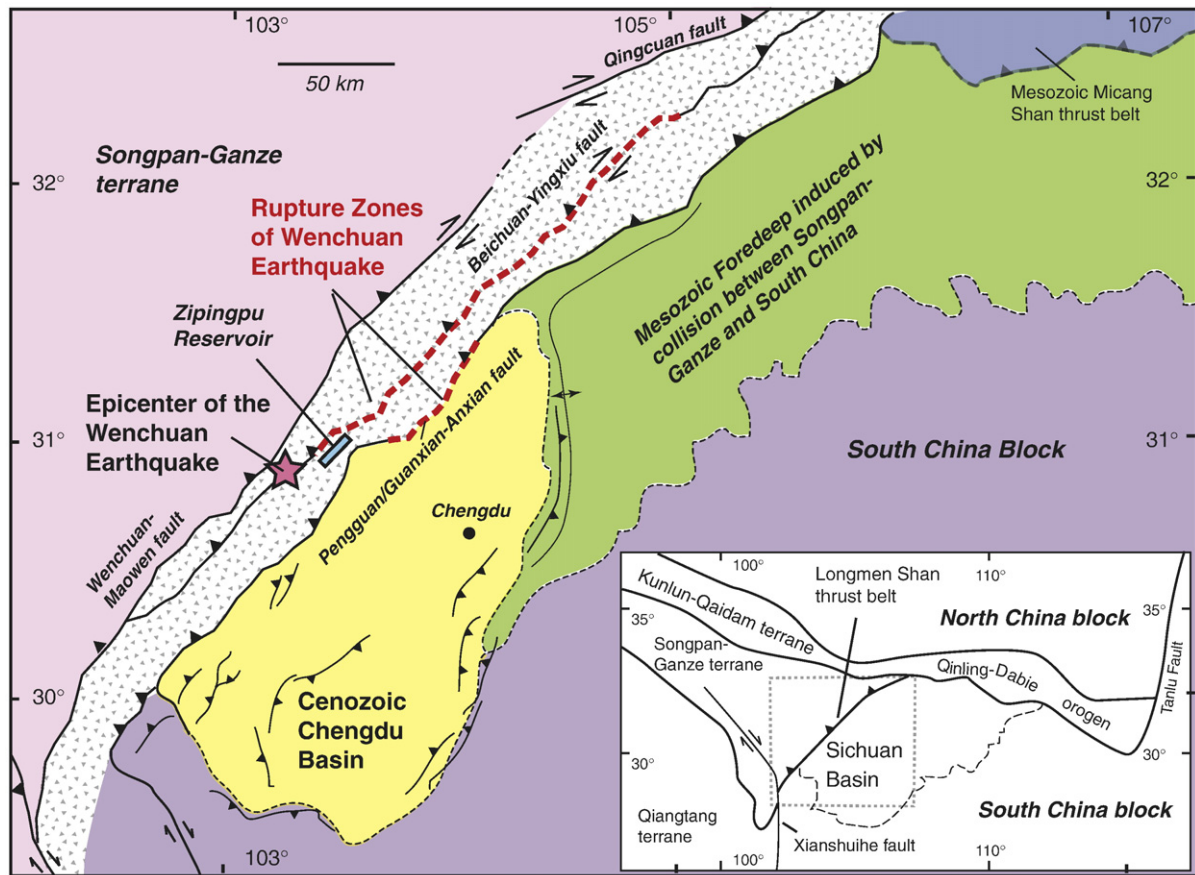 103°
105°
107°
50 km
Qingcuan fault
Mesozoic Micang
Shan thrust belt
Songpan-Ganze
terrane
32°
32°
Rupture Zones
of Wenchuan
Earthquake
Beichuan-Yingxiu fault
Mesozoic Foredeep induced by
collision between Songpan-
Ganze and South China
Zipingpu
Reservoir
Epicenter of the
Wenchuan
Earthquake
31°
31°
Pengguan/Guanxian-Anxian fault
South China Block
Chengdu
Wenchuan-
Maowen fault
30°
Cenozoic
Chengdu
Basin
103°
100°
Longmen Shan
thrust belt
110°
35°
35°
Kunlun-Qaidam terrane
North China block
Songpan-
Ganze terrane
Qinling-Dabie
orogen
Tanlu Fault
Sichuan
Basin
30°
30°
Qiangtang
terrane
South China block
Xianshuihe fault
100°
110°